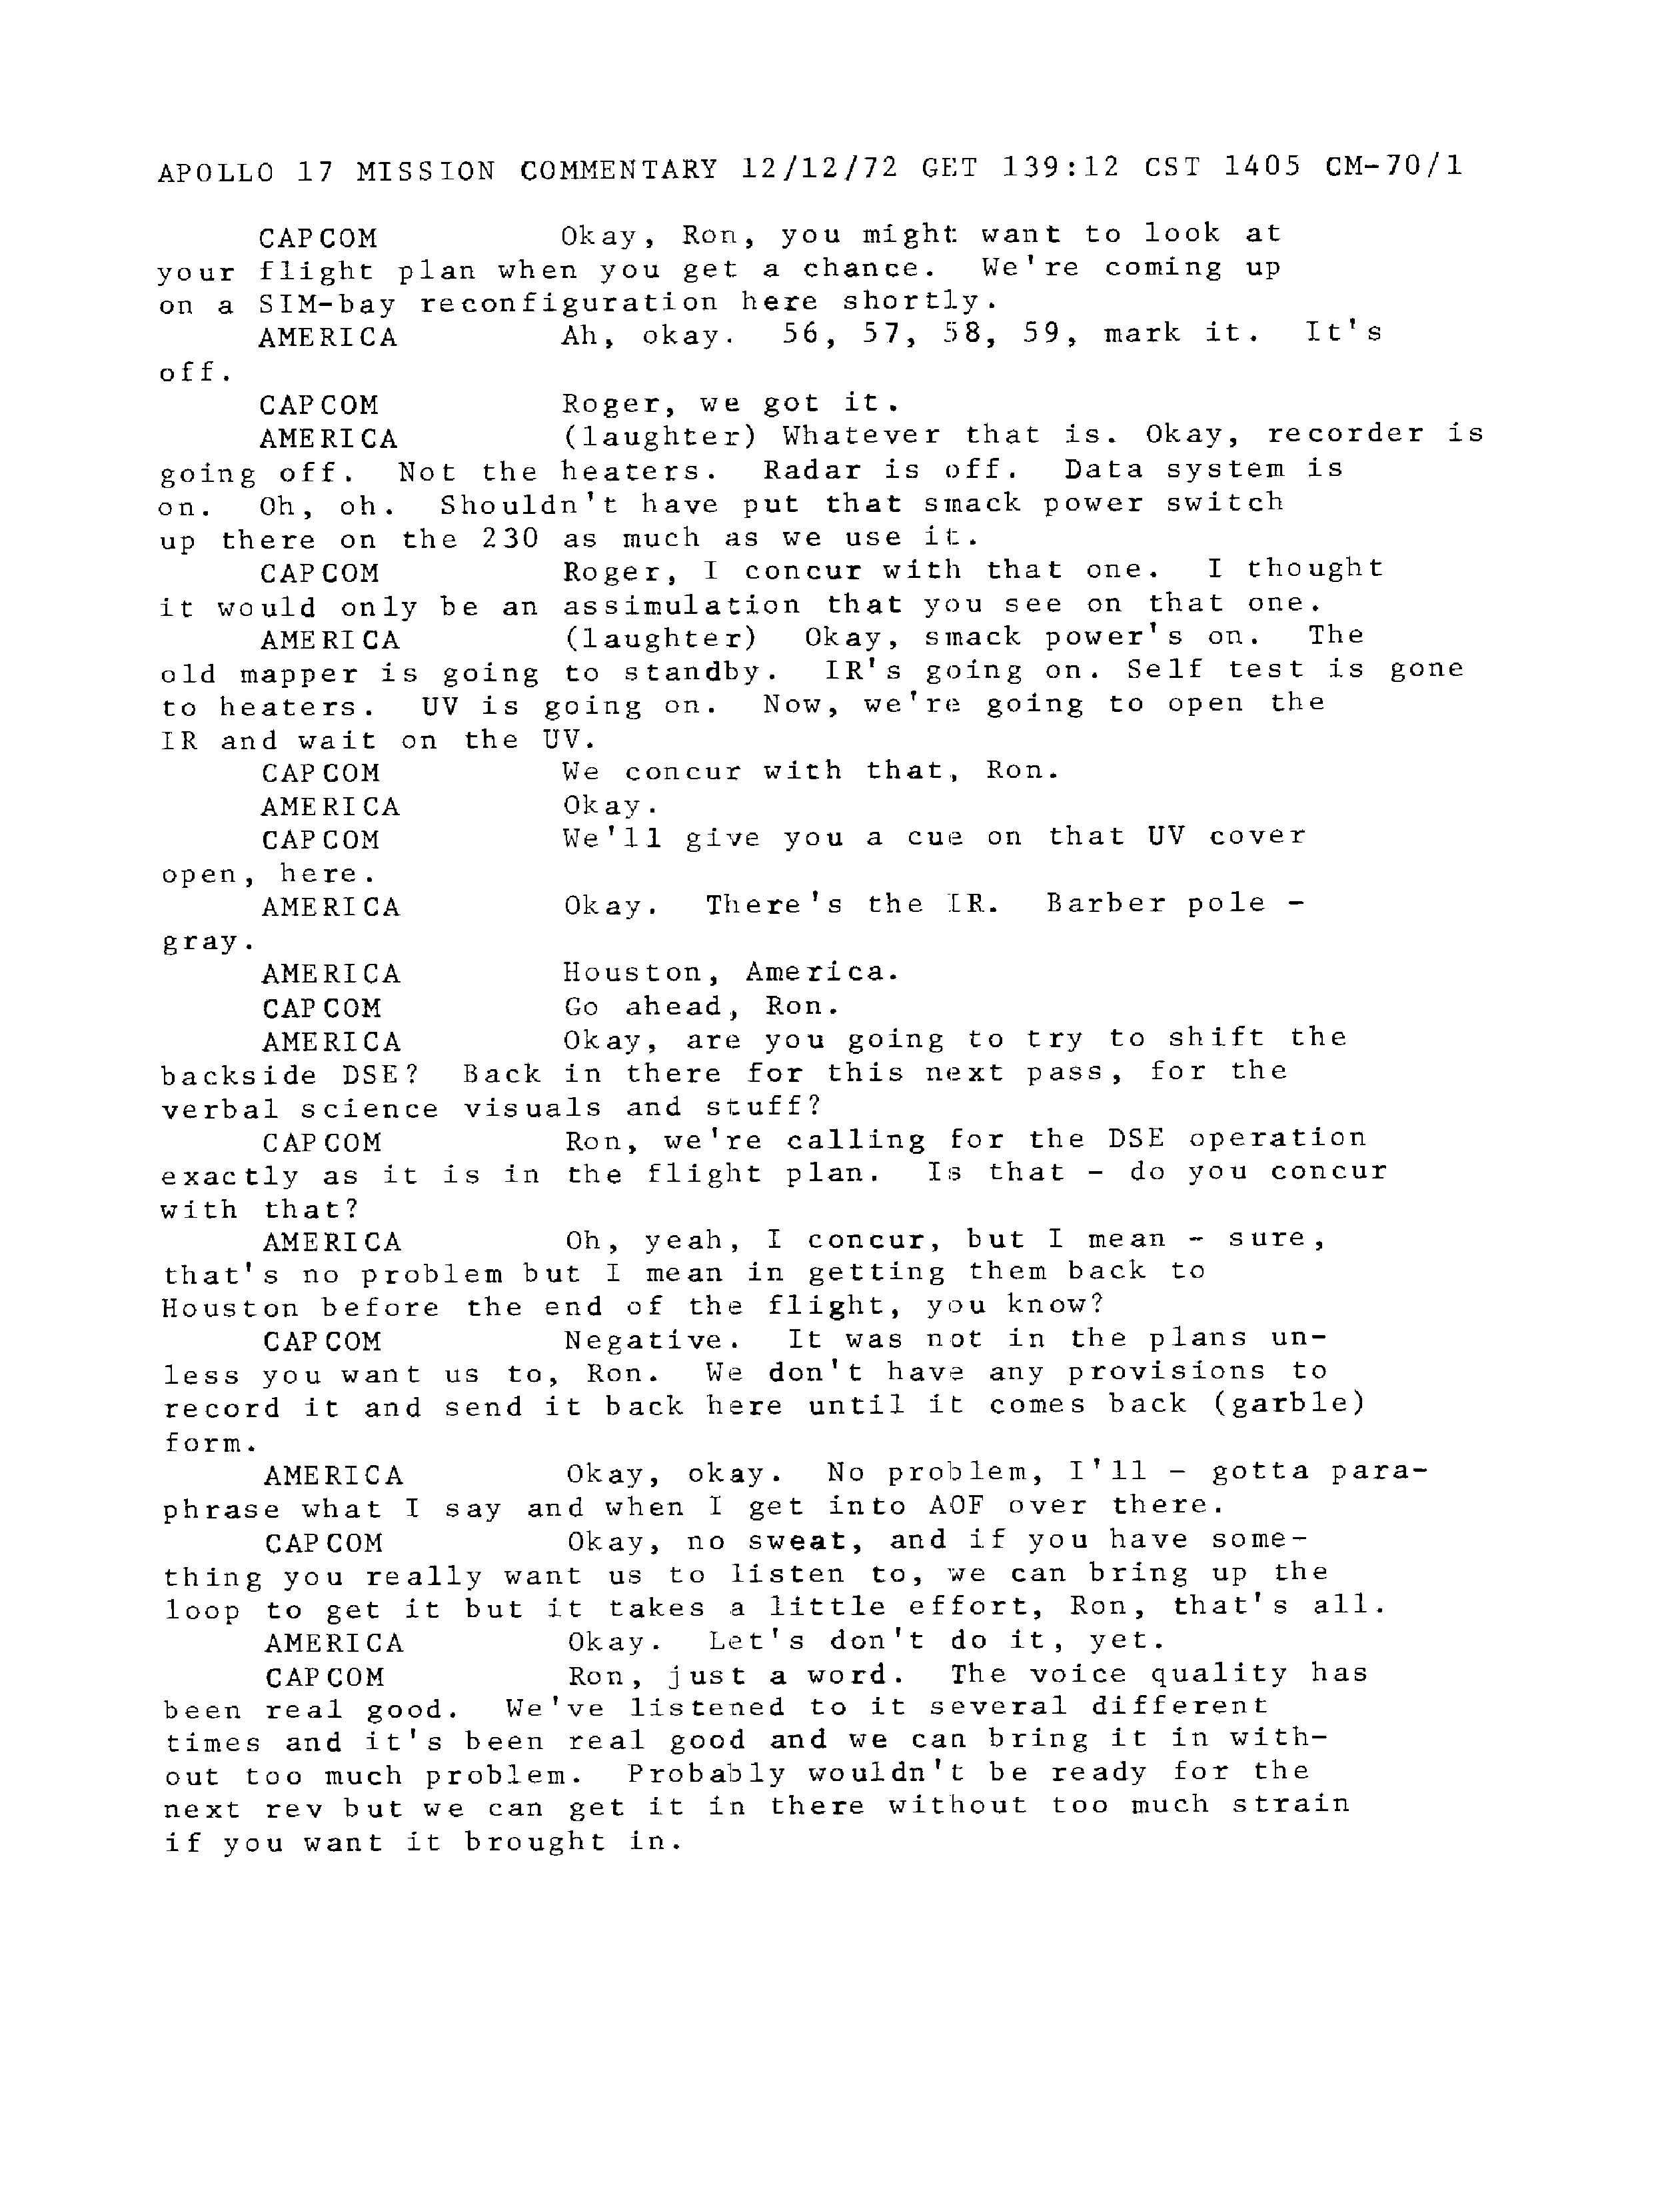 APOLLO 17 MISSION COMMENTARY 12/12/72 GET 139:12 CST 1405 CM-70/1
CAPCOM Okay, Ron, you might want to look at
your flight plan when you get a chance. We're coming up
on a SIM-bay reconfiguration here shortly.
AMERICA Ah, okay. 56, 57, 58, 59, mark it. It's
off.
CAPCOM Roger, we got it.
AMERICA (laughter) Whatever that is. Okay, recorder is
going off. Not the heaters. Radar is off. Data system is
on. Oh, oh. Shouldn't have put that smack power switch
up there on the 230 as much as we use it.
CAPCOM Roger, I concur with that one. I thought
it would only be an assimulation that you see on that one.
AMERICA (laughter) Okay, smack power's on. The
old mapper is going to standby. IR's going on. Self test is gone
to heaters. UV is going on. Now, we're going to open the
IR and wait on the UV.
CAPCOM We concur with that, Ron.
AMERICA Okay.
CAPCOM We'll give you a cue on that UV cover
open, here.
AMERICA Okay. There's the IR. Barber pole -
gray.
AMERICA Houston, America.
CAPCOM Go ahead, Ron.
AMERICA Okay, are you going to try to shift the
backside DSE? Back in there for this next pass, for the
verbal science visuals and stuff?
CAPCOM Ron, we're calling for the DSE operation
exactly as it is in the flight plan. Is that - do you concur
with that?
AMERICA Oh, yeah, I concur, but I mean - sure,
that's no problem but I mean in getting them back to
Houston before the end of the flight, you know?
CAPCOM Negative. It was not in the plans un-
less you want us to, Ron. We don't have any provisions to
record it and send it back here until it comes back (garble)
form.
AMERICA Okay, okay. No problem, I'll - gotta para-
phrase what I say and when I get into AOF over there.
CAPCOM Okay, no sweat, and if you have some-
thing you really want us to listen to, we can bring up the
loop to get it but it takes a little effort, Ron, that's all.
AMERICA Okay. Let's don't do it, yet.
CAPCOM Ron, just a word. The voice quality has
been real good. We've listened to it several different
times and it's been real good and we can bring it in with-
out too much problem. Probably wouldn't be ready for the
next rev but we can get it in there without too much strain
if you want it brought in.